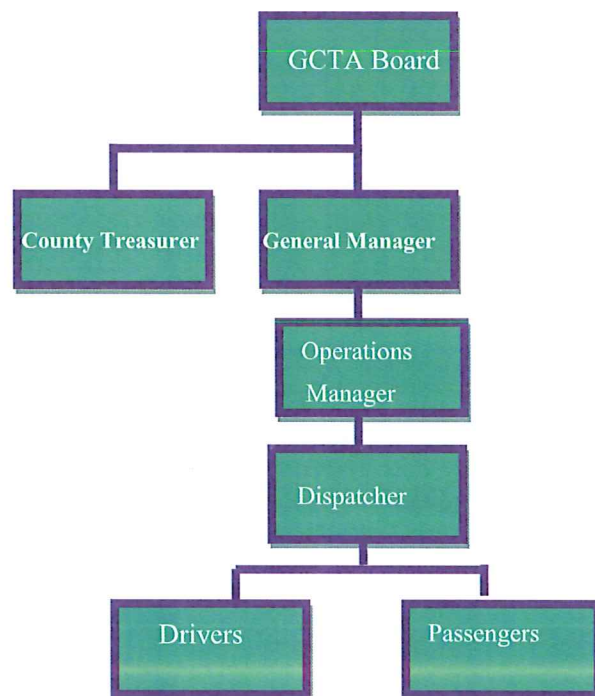 GCTA Board
County Treasurer
General Manager
Operations
Manager
Dispatcher
Drivers
Passengers